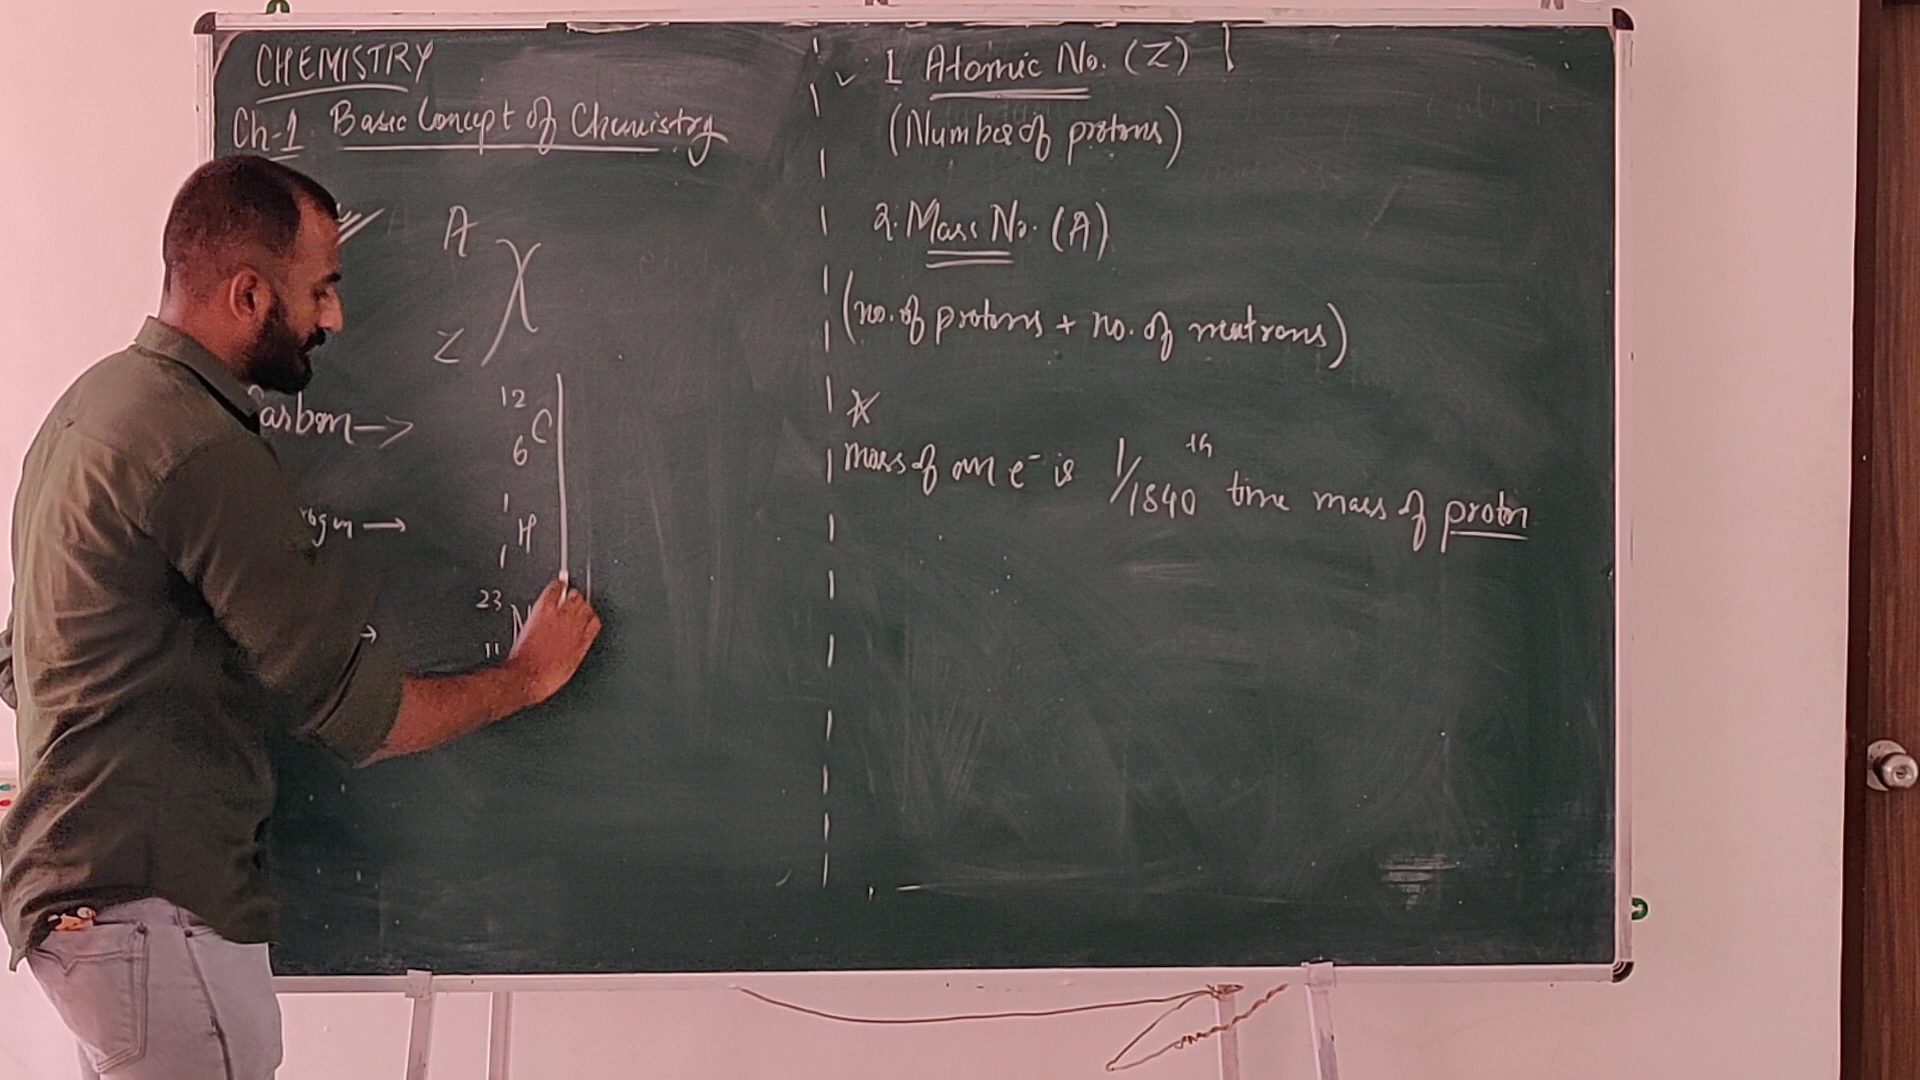 CHEMISTRY
Ch-1. Basic Concept of Chemistry
A
X
Z
Carbon →
12
C
6
→
1
H
1
→
23
N
11
1 Atomic No. (Z)
(Number of protons)
2. Mass No. (A)
(no. of protons + no. of neutrons)
mass of an e⁻ is 1/1840 th time mass of proton